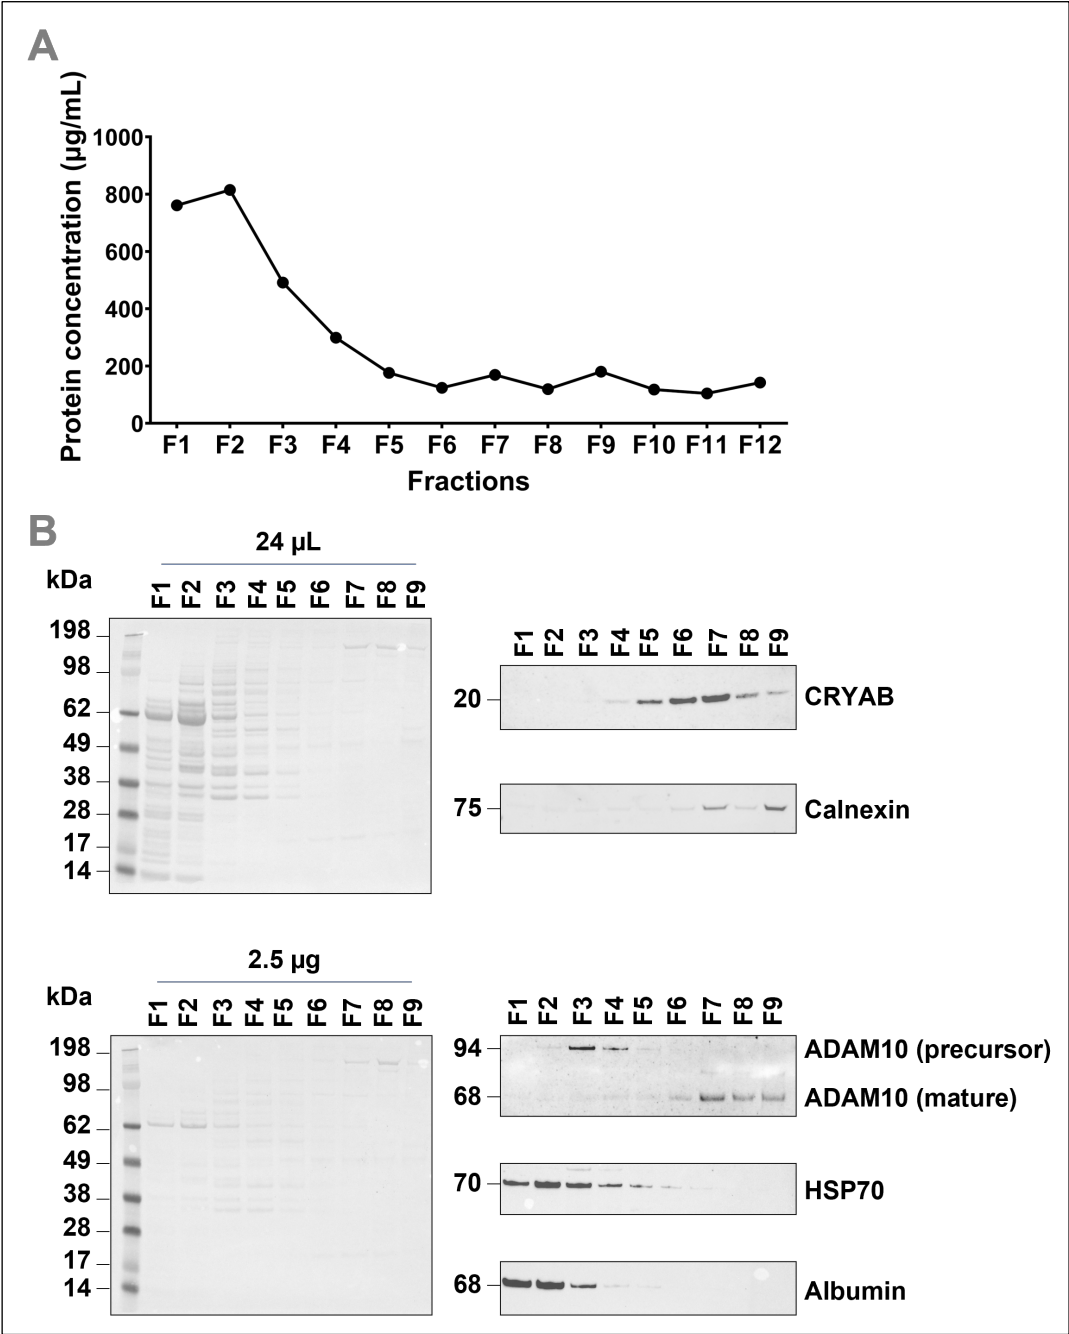 A
Protein concentration (µg/mL)
1000
800
600
400
200
0
F1 F2 F3 F4 F5 F6 F7 F8 F9 F10 F11 F12
Fractions
B
24 µL
kDa
F1 F2 F3 F4 F5 F6 F7 F8 F9
198
98
62
49
38
28
17
14
F1 F2 F3 F4 F5 F6 F7 F8 F9
20 CRYAB
75 Calnexin
2.5 µg
kDa
F1 F2 F3 F4 F5 F6 F7 F8 F9
198
98
62
49
38
28
17
14
F1 F2 F3 F4 F5 F6 F7 F8 F9
94 ADAM10 (precursor)
68 ADAM10 (mature)
70 HSP70
68 Albumin